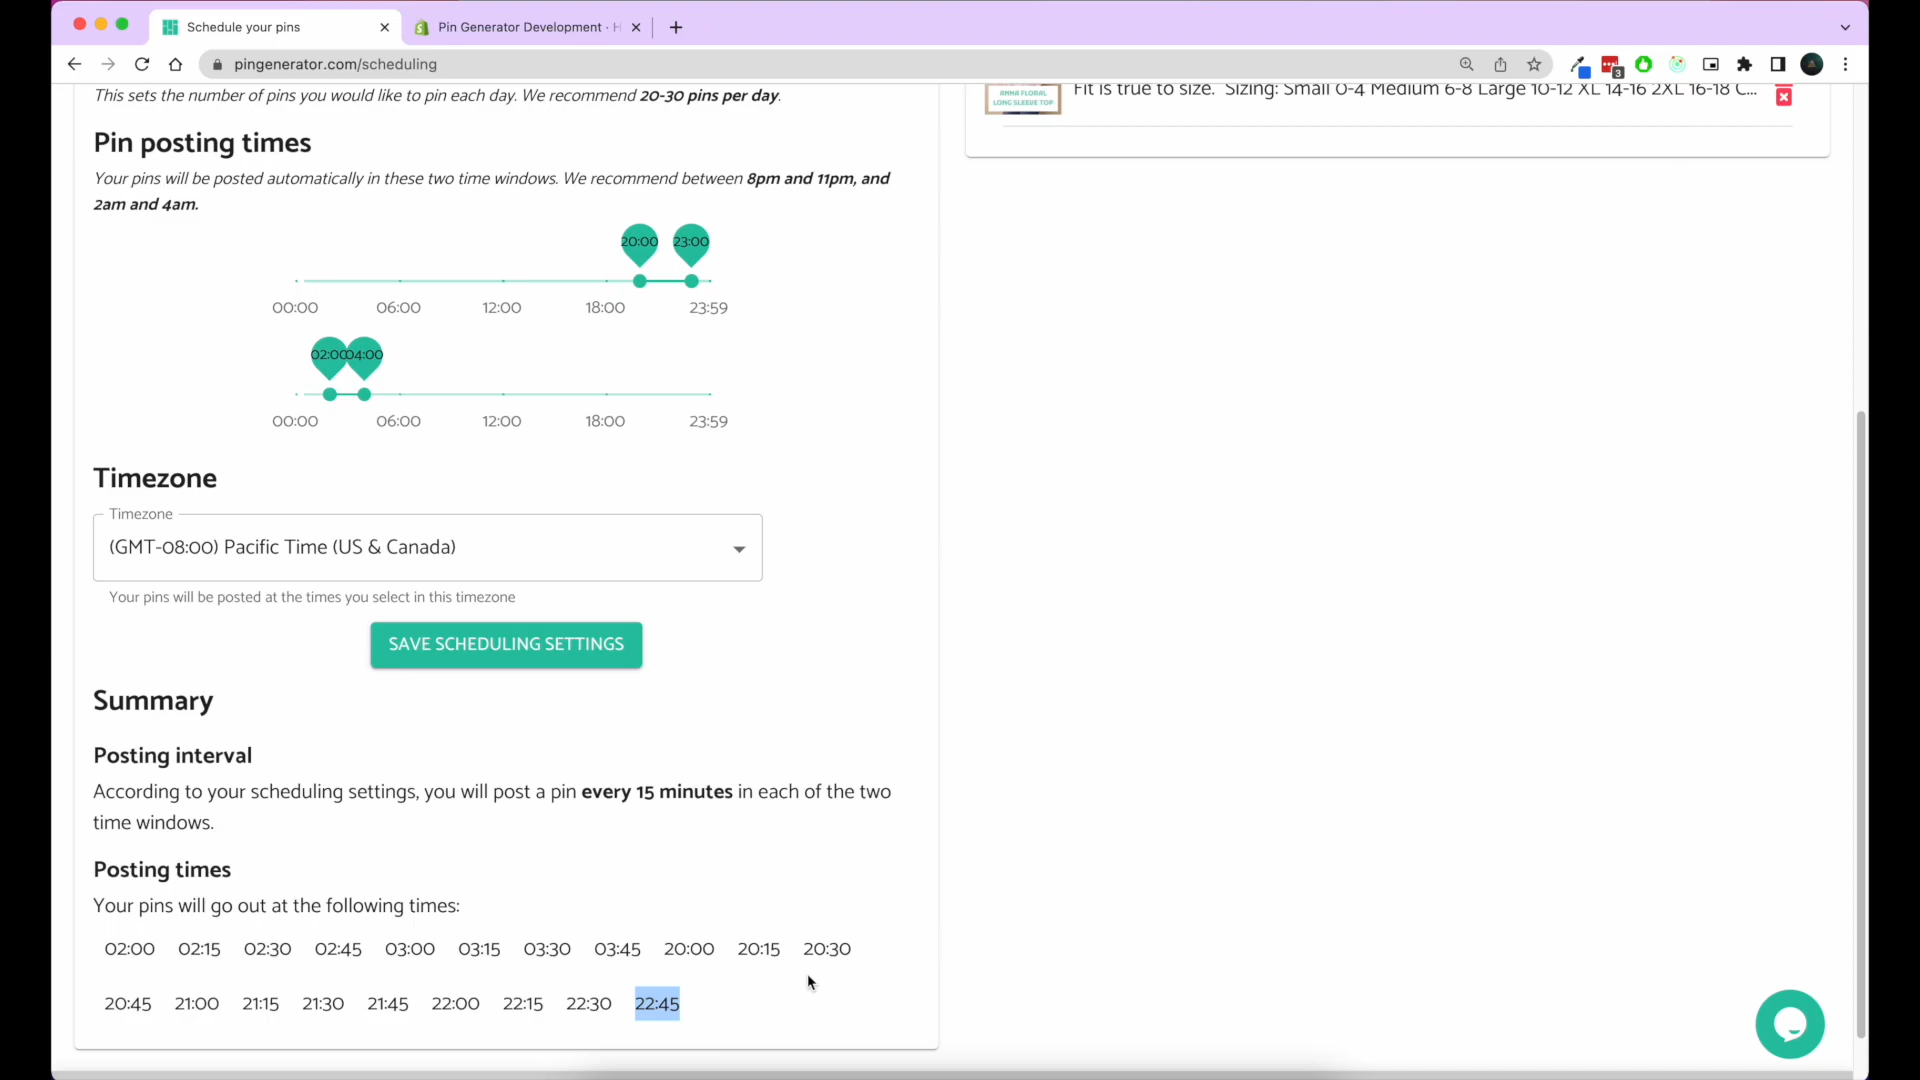 Schedule your pins
Pin Generator Development · H
pingenerator.com/scheduling
3
This sets the number of pins you would like to pin each day. We recommend 20-30 pins per day.
Pin posting times
Your pins will be posted automatically in these two time windows. We recommend between 8pm and 11pm, and
2am and 4am.
20:00 23:00
00:00 06:00 12:00 18:00 23:59
02:00 04:00
00:00 06:00 12:00 18:00 23:59
Timezone
Timezone
(GMT-08:00) Pacific Time (US & Canada)
Your pins will be posted at the times you select in this timezone
SAVE SCHEDULING SETTINGS
Summary
Posting interval
According to your scheduling settings, you will post a pin every 15 minutes in each of the two
time windows.
Posting times
Your pins will go out at the following times:
02:00 02:15 02:30 02:45 03:00 03:15 03:30 03:45 20:00 20:15 20:30
20:45 21:00 21:15 21:30 21:45 22:00 22:15 22:30 22:45
ANNA FLORAL
LONG SLEEVE TOP
Fit is true to size. Sizing: Small 0-4 Medium 6-8 Large 10-12 XL 14-16 2XL 16-18 C...